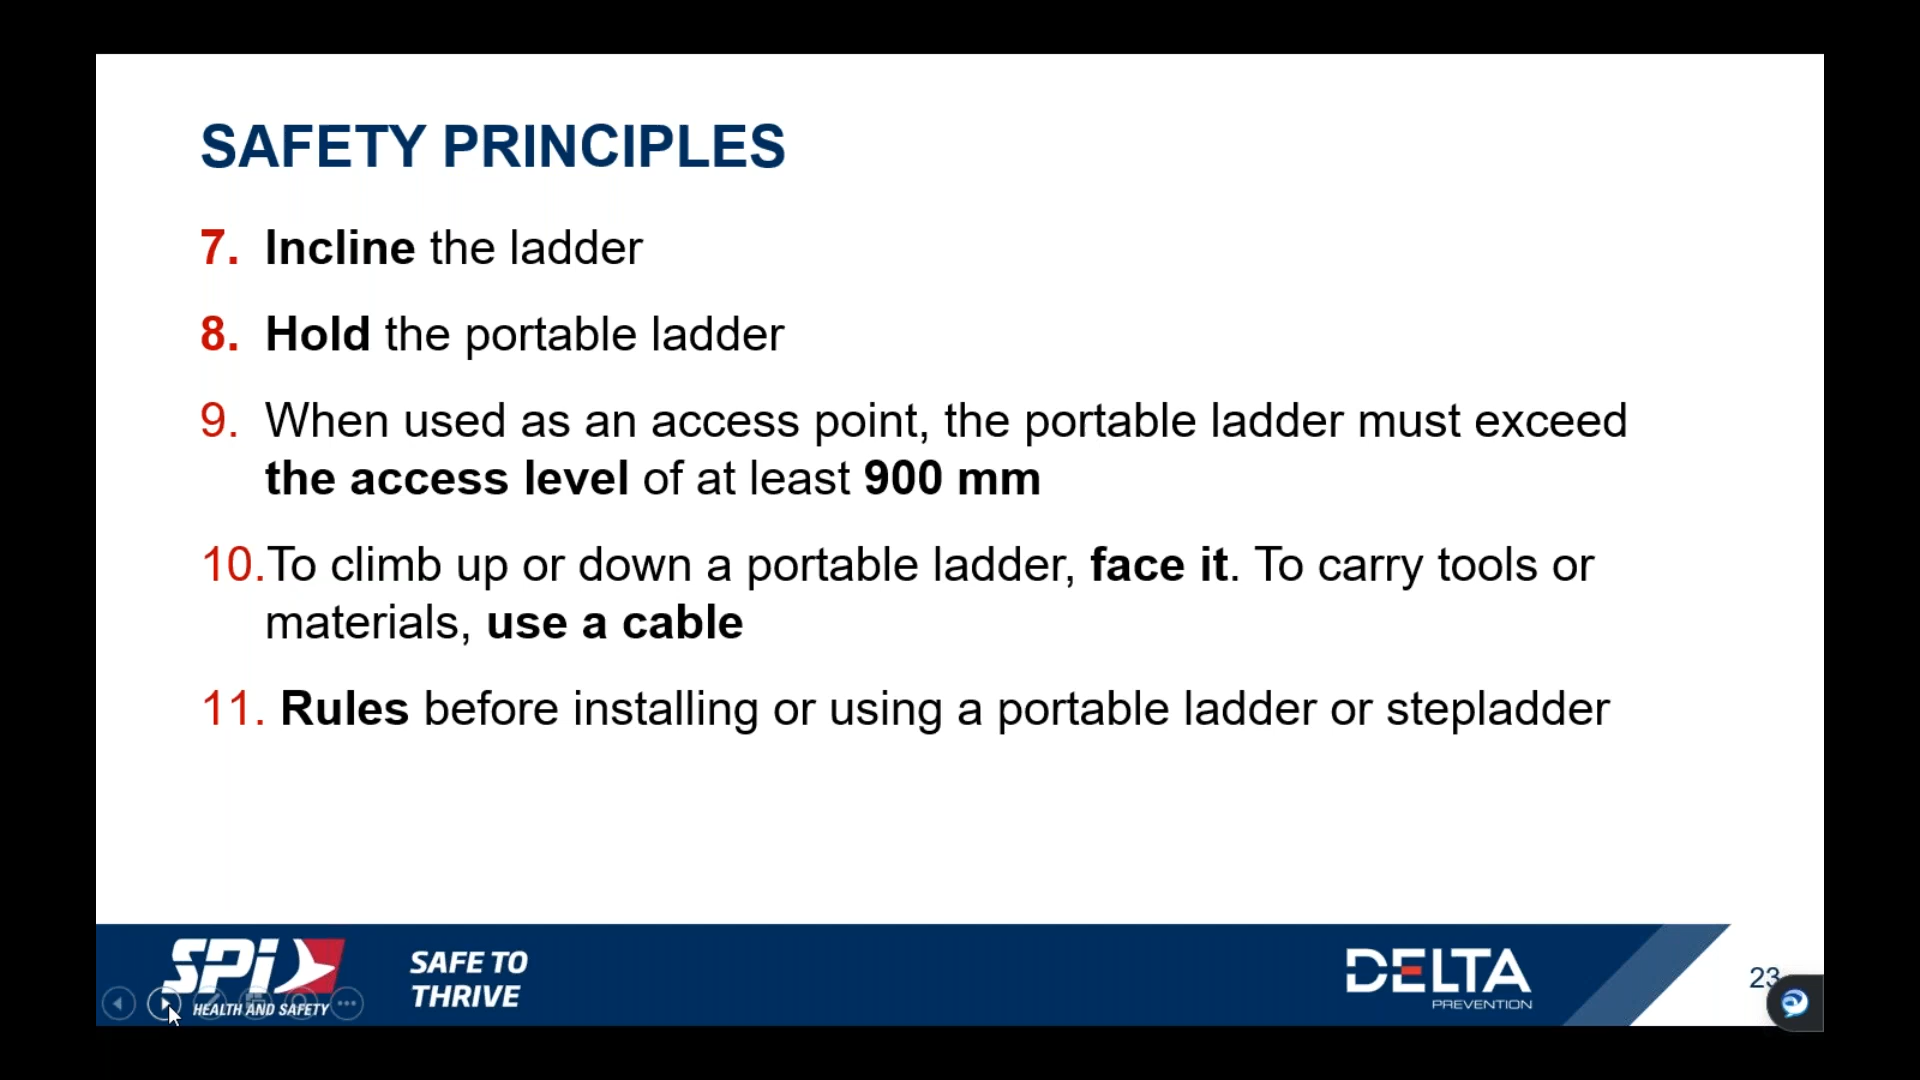 SAFETY PRINCIPLES
7. Incline the ladder
8. Hold the portable ladder
9. When used as an access point, the portable ladder must exceed
the access level of at least 900 mm
10.To climb up or down a portable ladder, face it. To carry tools or
materials, use a cable
11. Rules before installing or using a portable ladder or stepladder
SPi
HEALTH AND SAFETY
SAFE TO
THRIVE
DELTA
PREVENTION
23